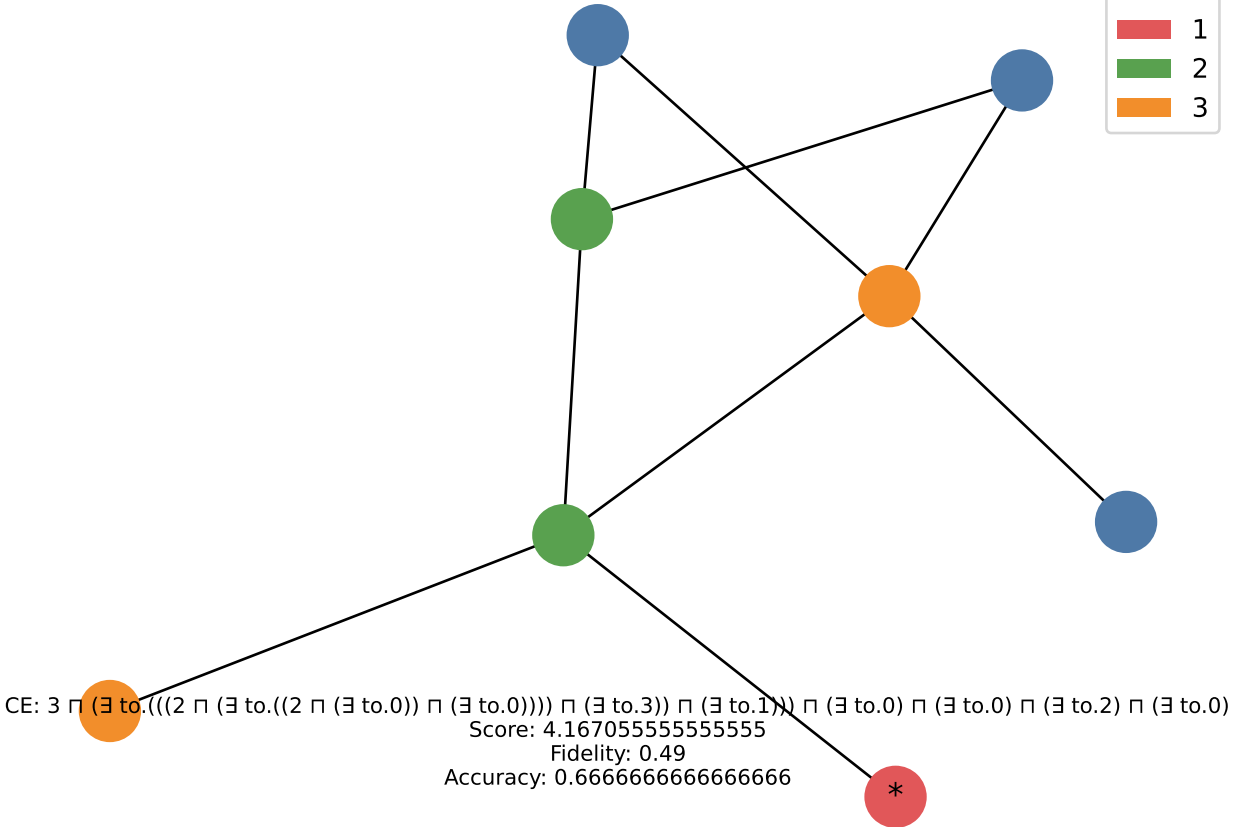 1
2
3
CE: 3 ⊓ (∃ to.(((2 ⊓ (∃ to.((2 ⊓ (∃ to.0)) ⊓ (∃ to.0)))) ⊓ (∃ to.3)) ⊓ (∃ to.1))) ⊓ (∃ to.0) ⊓ (∃ to.0) ⊓ (∃ to.2) ⊓ (∃ to.0)
Score: 4.167055555555555
Fidelity: 0.49
Accuracy: 0.6666666666666666
*